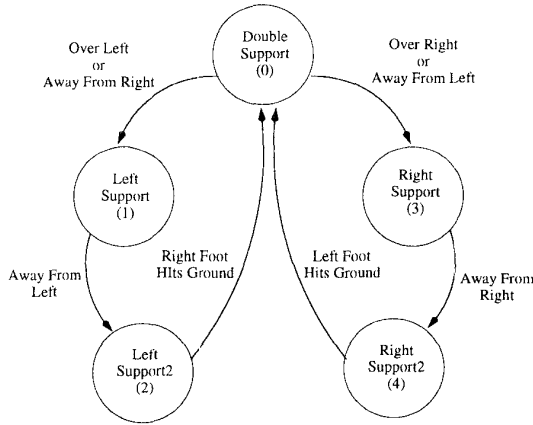 Double
Support
(0)
Over Left
or
Away From Right
Over Right
or
Away From Left
Left
Support
(1)
Right
Support
(3)
Right Foot
HIts Ground
Left Foot
Hits Ground
Away From
Left
Away From
Right
Left
Support2
(2)
Right
Support2
(4)